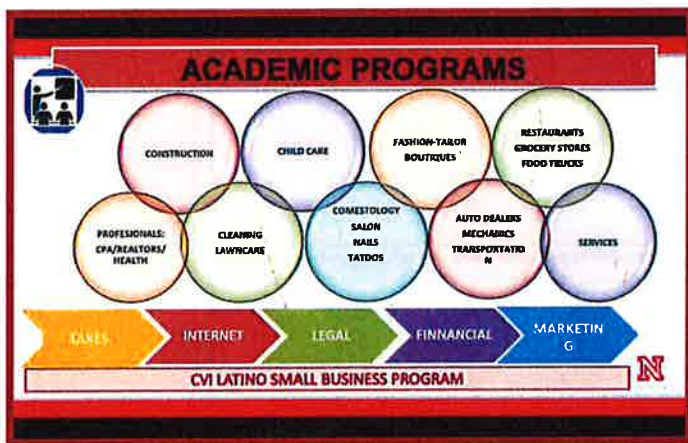 ACADEMIC PROGRAMS
CONSTRUCTION
CHILD CARE
FASHION-TAILOR
BOUTIQUES
RESTAURANTS
GROCERY STORES
FOOD TRUCKS
PROFESIONALS:
CPA/REALTORS/
HEALTH
CLEANING
LAWNCARE
COMESTOLOGY
SALON
NAILS
TATOOS
AUTO DEALERS
MECHANICS
TRANSPORTATIO
N
SERVICES
TAXES
INTERNET
LEGAL
FINNANCIAL
MARKETIN
G
CVI LATINO SMALL BUSINESS PROGRAM
N